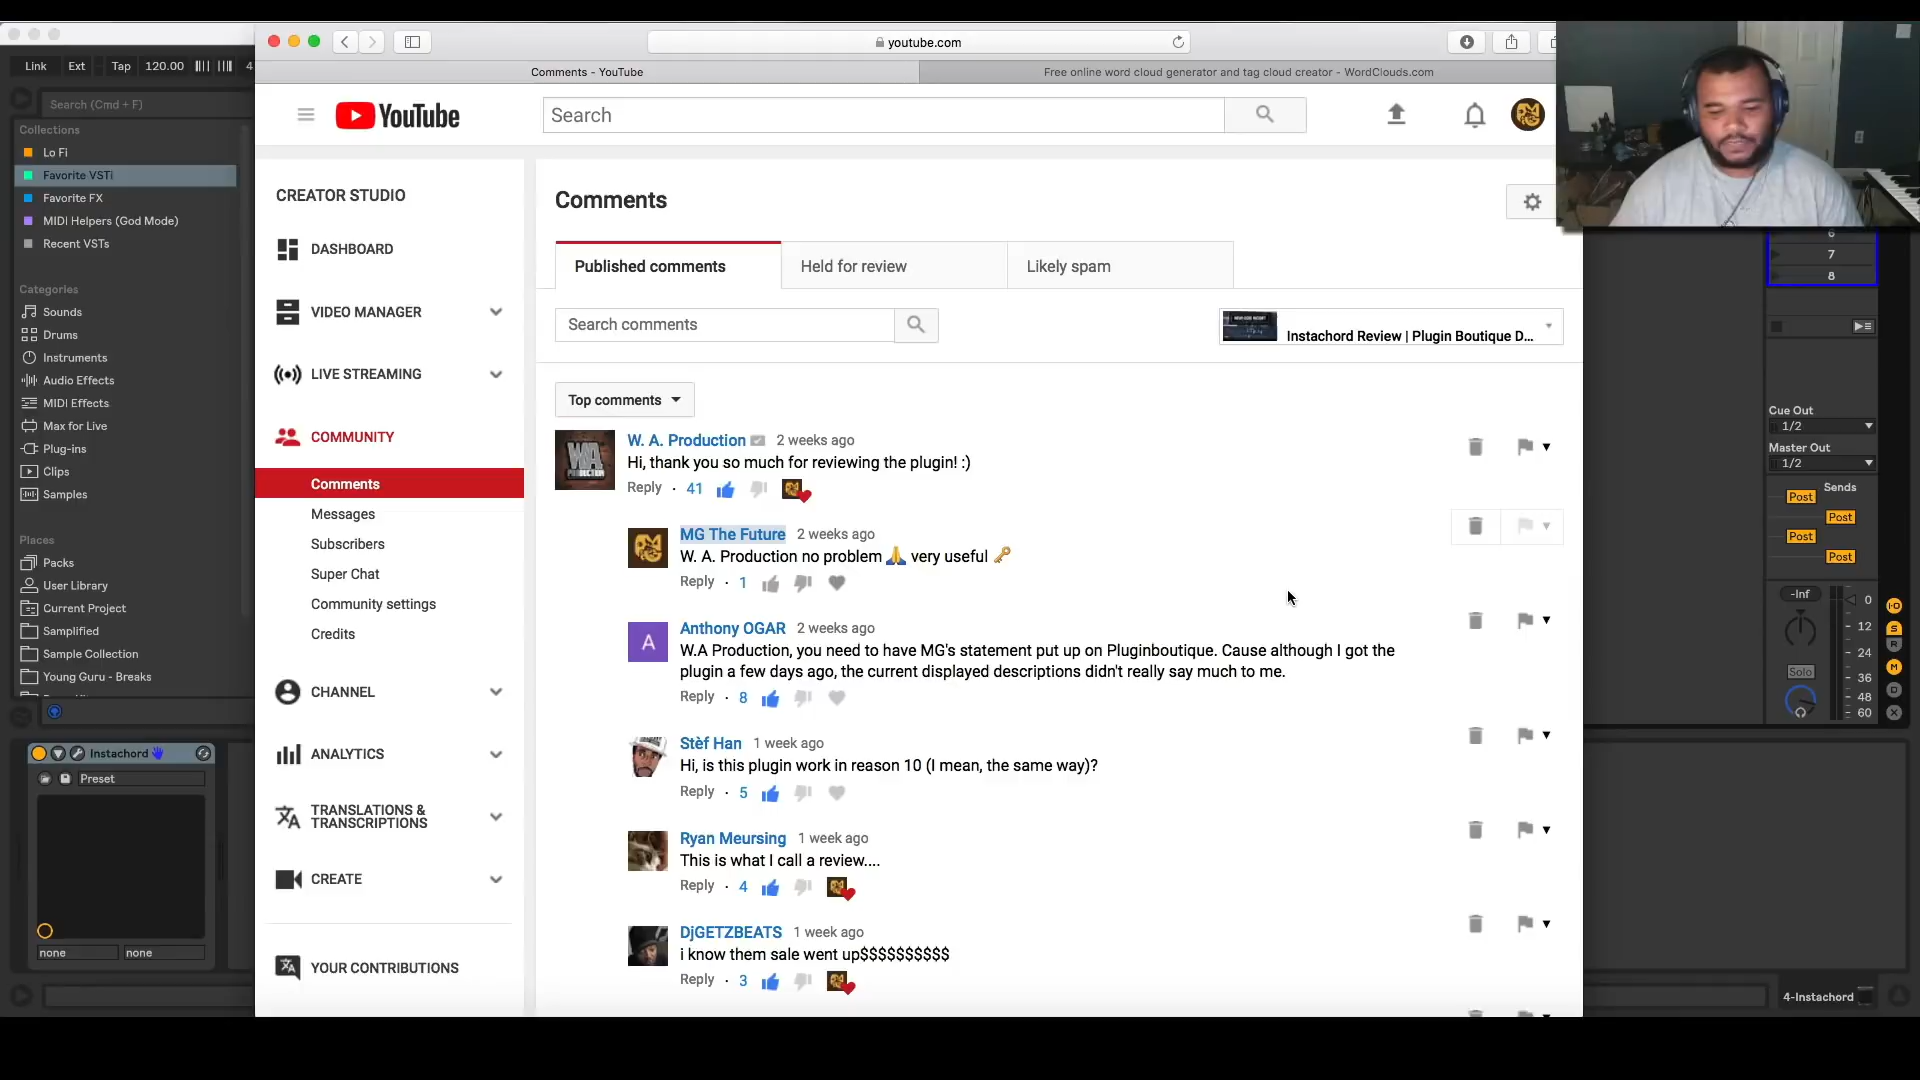 youtube.com
Comments - YouTube
Free online word cloud generator and tag cloud creator - WordClouds.com
Link Ext Tap 120.00 4
Search (Cmd + F)
Collections
Lo Fi
Favorite VSTi
Favorite FX
MIDI Helpers (God Mode)
Recent VSTs
Categories
Sounds
Drums
Instruments
Audio Effects
MIDI Effects
Max for Live
Plug-ins
Clips
Samples
Places
Packs
User Library
Current Project
Samplified
Sample Collection
Young Guru - Breaks
Instachord
Preset
none none
YouTube
Search
CREATOR STUDIO
DASHBOARD
VIDEO MANAGER
LIVE STREAMING
COMMUNITY
Comments
Messages
Subscribers
Super Chat
Community settings
Credits
CHANNEL
ANALYTICS
TRANSLATIONS &
TRANSCRIPTIONS
CREATE
YOUR CONTRIBUTIONS
Comments
Published comments
Held for review
Likely spam
Search comments
Instachord Review | Plugin Boutique D...
Top comments
WA
PRODUCTION
W. A. Production 2 weeks ago
Hi, thank you so much for reviewing the plugin! :)
Reply · 41
MG The Future 2 weeks ago
W. A. Production no problem 🙏 very useful 🔑
Reply · 1
A
Anthony OGAR 2 weeks ago
W.A Production, you need to have MG's statement put up on Pluginboutique. Cause although I got the
plugin a few days ago, the current displayed descriptions didn't really say much to me.
Reply · 8
Stèf Han 1 week ago
Hi, is this plugin work in reason 10 (I mean, the same way)?
Reply · 5
Ryan Meursing 1 week ago
This is what I call a review....
Reply · 4
DjGETZBEATS 1 week ago
i know them sale went up$$$$$$$$$$
Reply · 3
6
7
8
Cue Out
1/2
Master Out
1/2
Sends
Post
Post
Post
Post
-Inf
0
12
24
36
48
60
Solo
I·O
S
R
M
D
X
4-Instachord